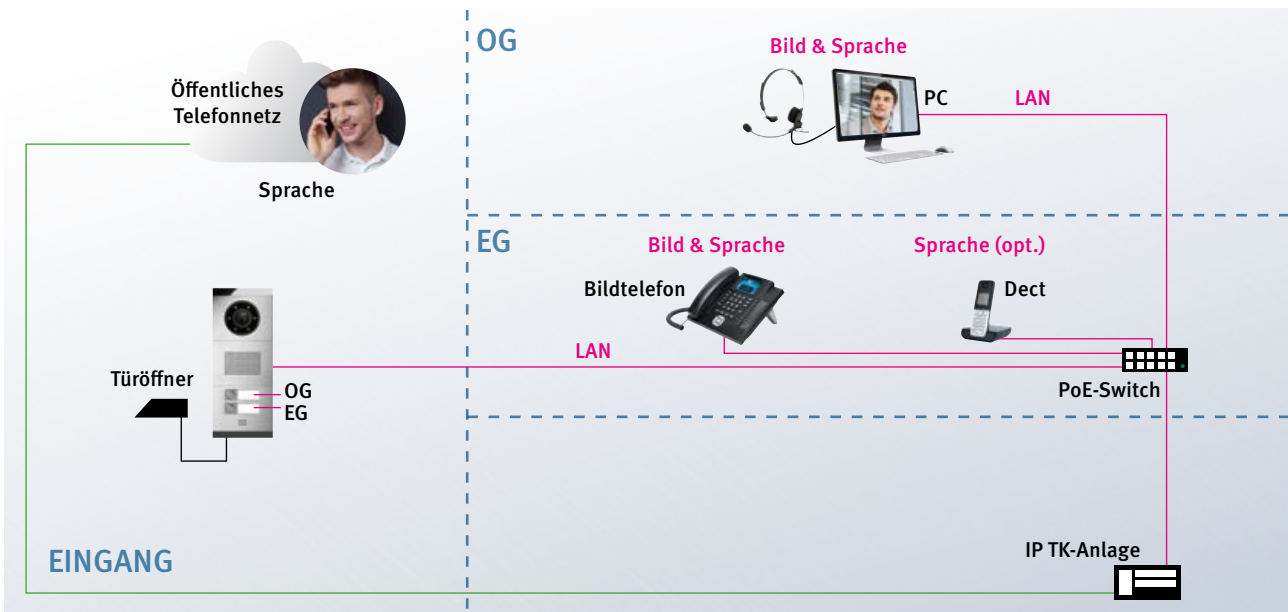 Öffentliches
Telefonnetz
Sprache
OG
Bild & Sprache
PC
LAN
EG
Bild & Sprache
Sprache (opt.)
Bildtelefon
Dect
LAN
PoE-Switch
Türöffner
OG
EG
EINGANG
IP TK-Anlage